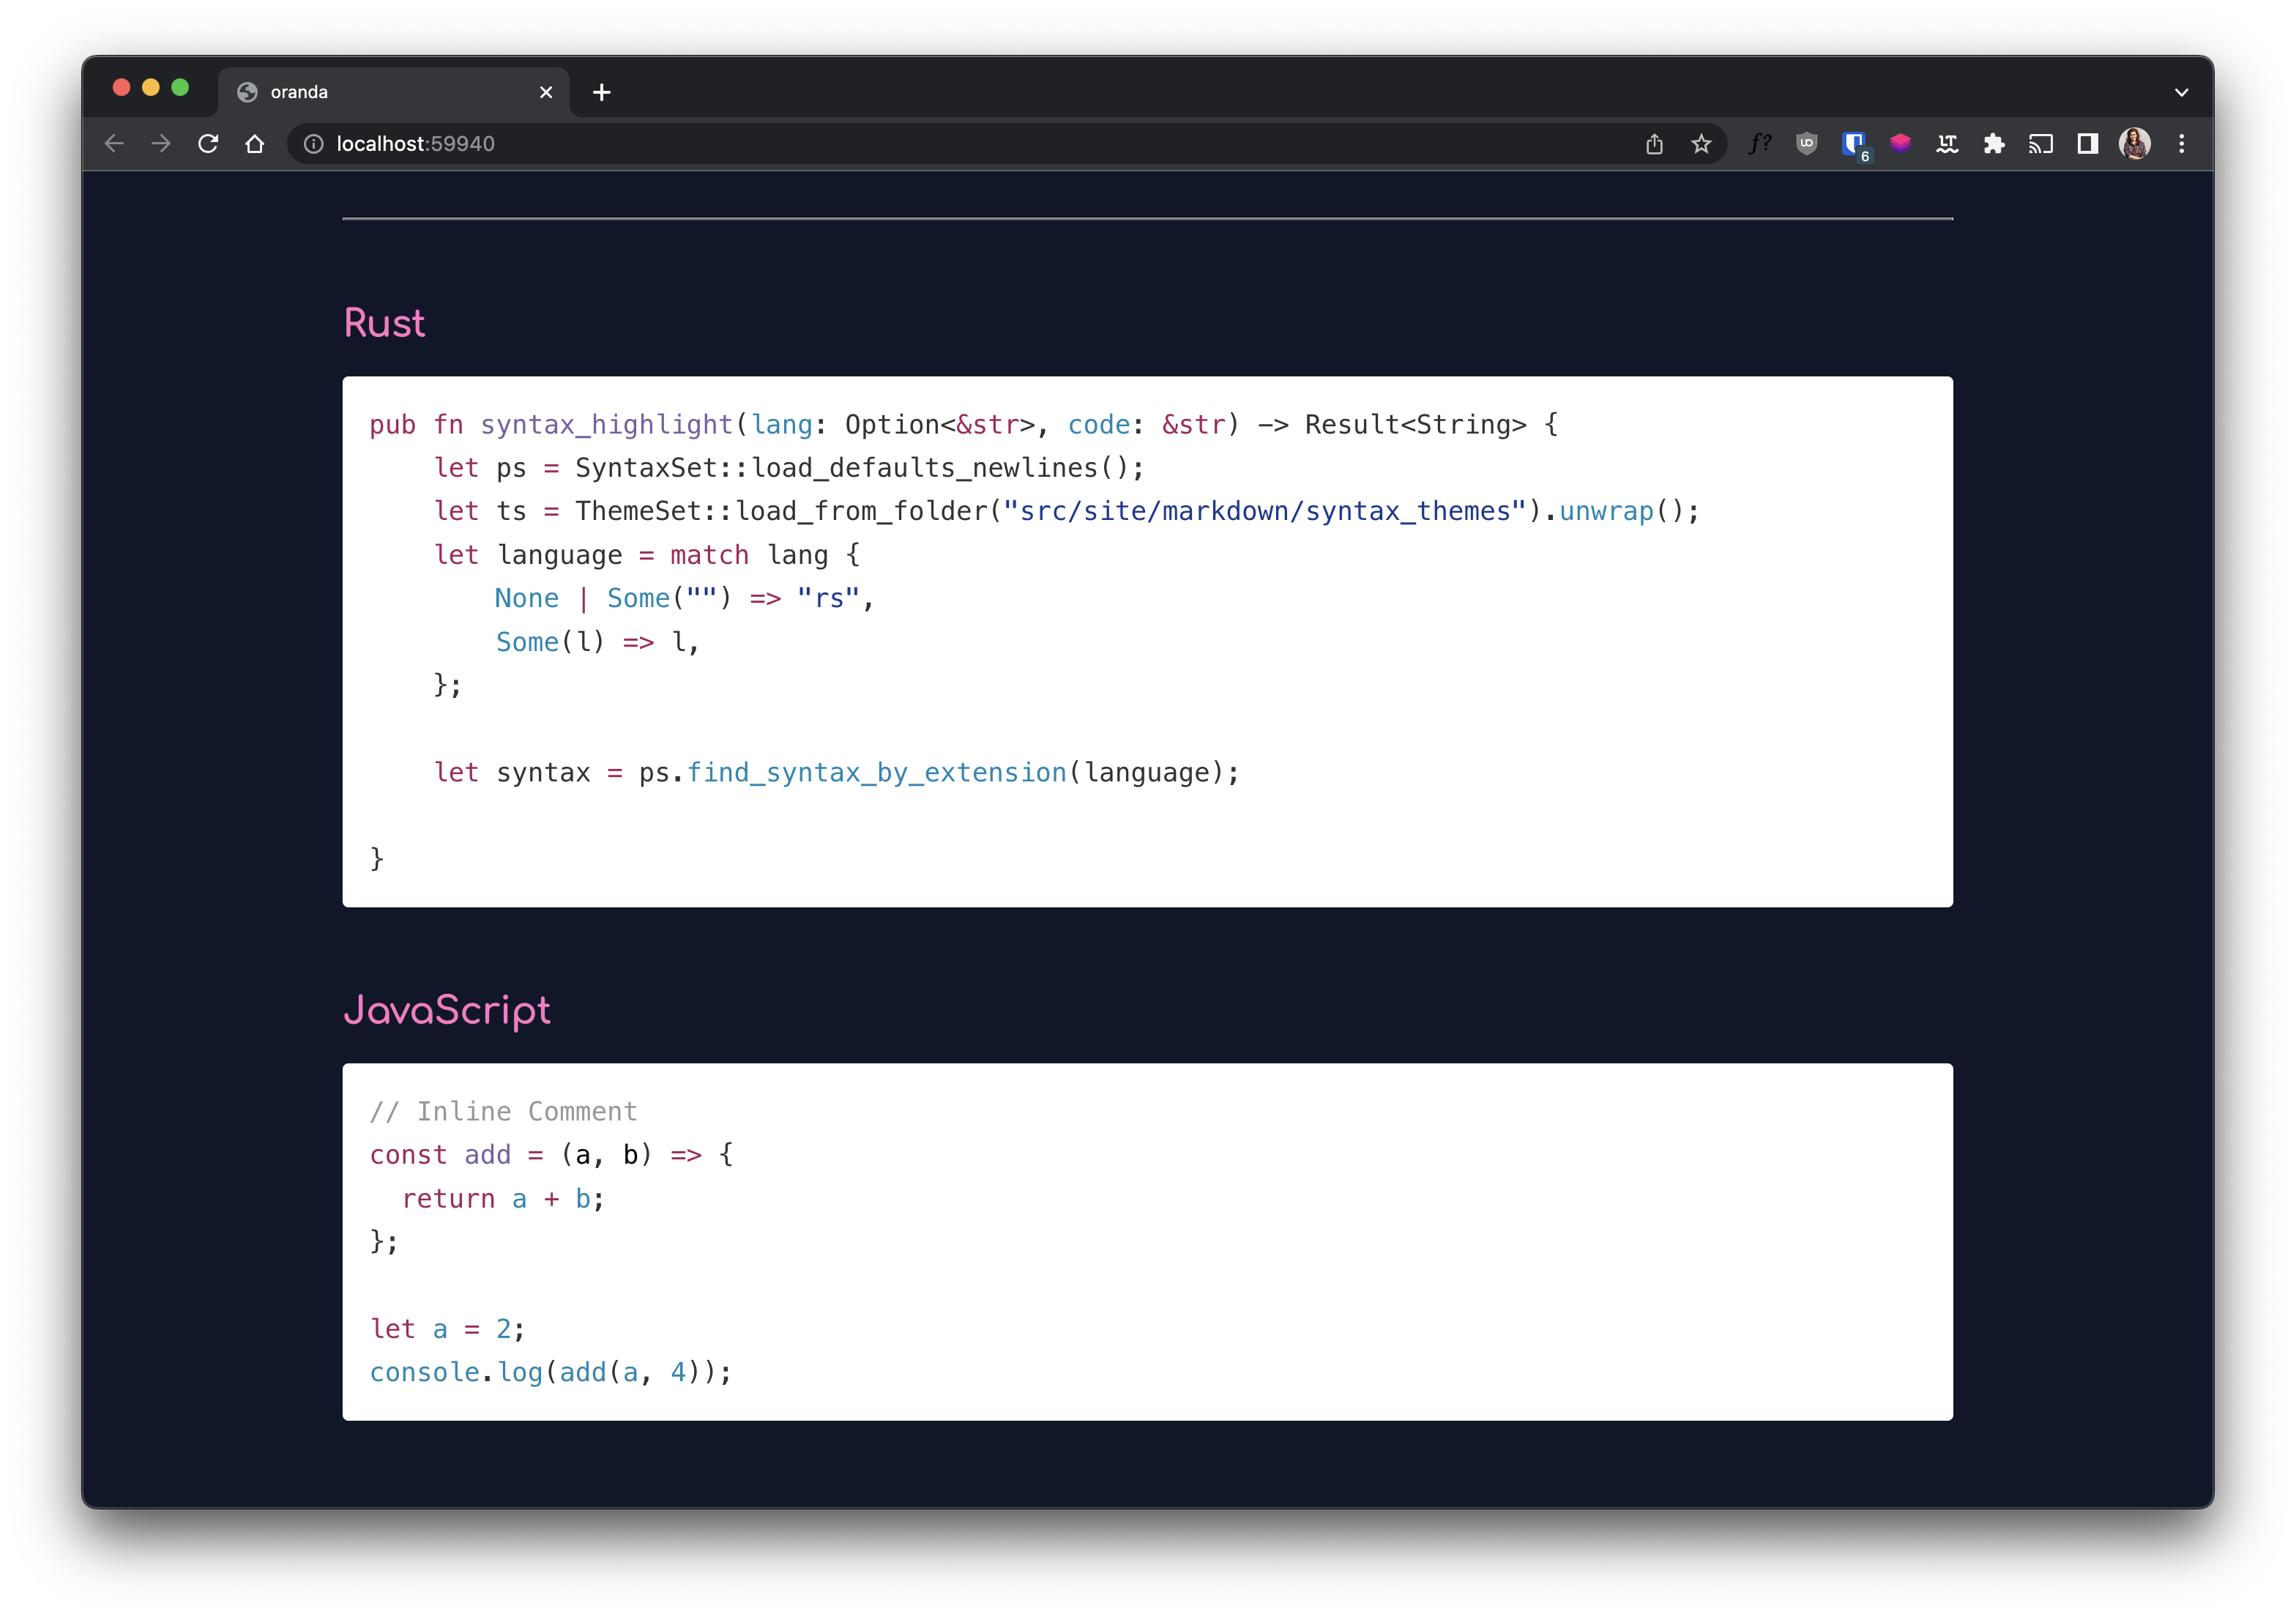 oranda
localhost:59940
f?
6
Rust
pub fn syntax_highlight(lang: Option<&str>, code: &str) -> Result<String> {
    let ps = SyntaxSet::load_defaults_newlines();
    let ts = ThemeSet::load_from_folder("src/site/markdown/syntax_themes").unwrap();
    let language = match lang {
        None | Some("") => "rs",
        Some(l) => l,
    };
    let syntax = ps.find_syntax_by_extension(language);
}
JavaScript
// Inline Comment
const add = (a, b) => {
  return a + b;
};
let a = 2;
console.log(add(a, 4));